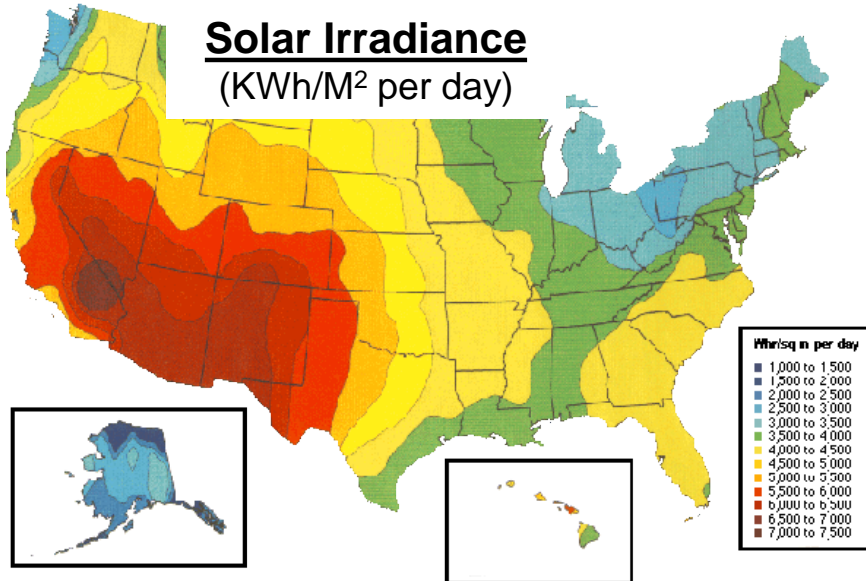 Solar Irradiance
(KWh/M² per day)
Whr/sq m per day
1,000 to 1,500
1,500 to 2,000
2,000 to 2,500
2,500 to 3,000
3,000 to 3,500
3,500 to 4,000
4,000 to 4,500
4,500 to 5,000
5,000 to 5,500
5,500 to 6,000
6,000 to 6,500
6,500 to 7,000
7,000 to 7,500